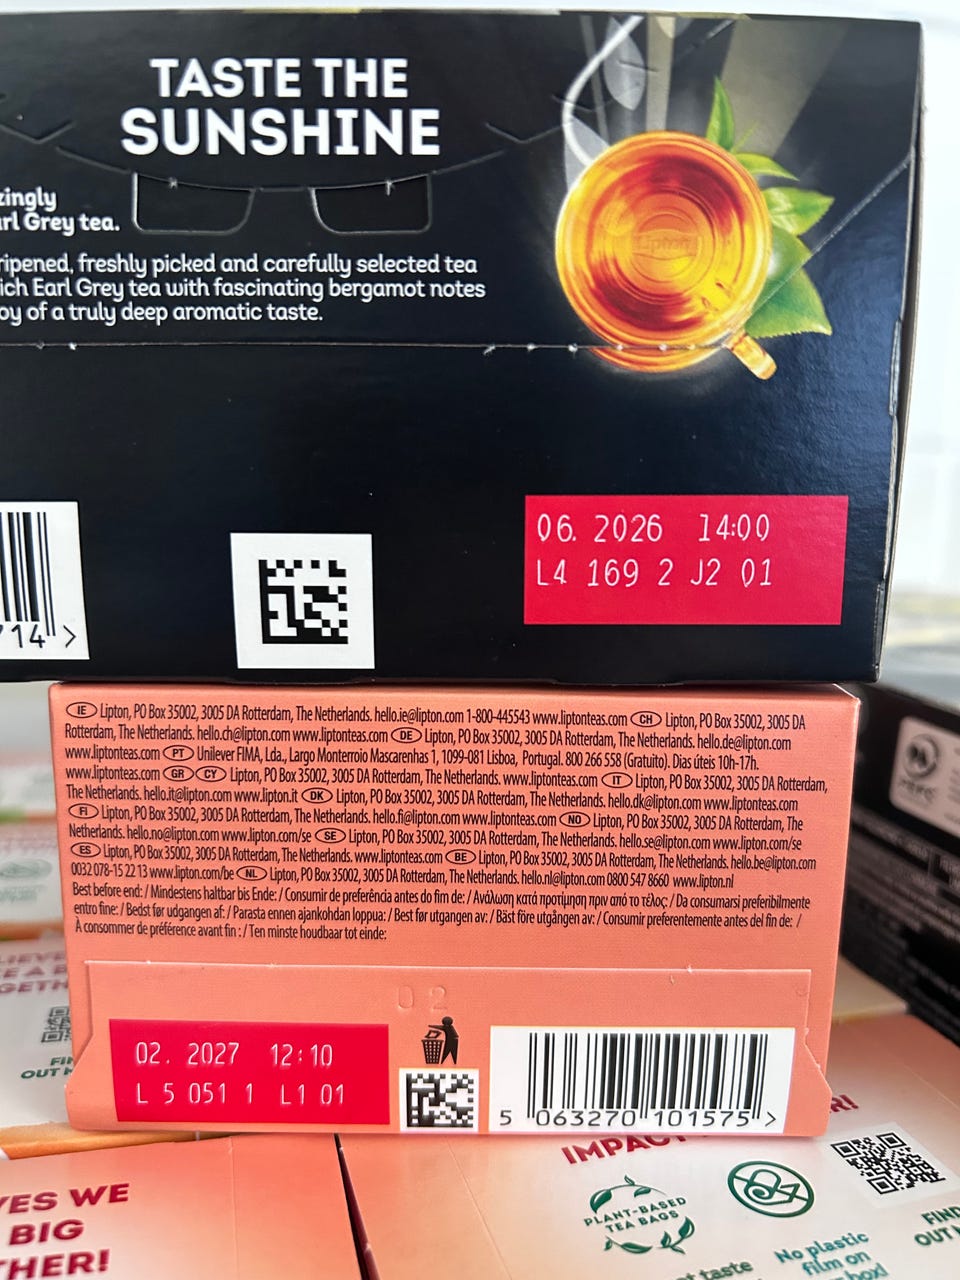 TASTE THE
SUNSHINE
Grey tea.
ripened, freshly picked and carefully selected tea
Earl Grey tea with fascinating bergamot notes
of a truly deep aromatic taste.
Lipton
14 >
06. 2026 14:00
L4 169 2 J2 01
IE Lipton, PO Box 35002, 3005 DA Rotterdam, The Netherlands. hello.ie@lipton.com 1-800-445543 www.liptonteas.com CH Lipton, PO Box 35002, 3005 DA
Rotterdam, The Netherlands. hello.ch@lipton.com www.liptonteas.com DE Lipton, PO Box 35002, 3005 DA Rotterdam, The Netherlands. hello.de@lipton.com
www.liptonteas.com PT Unilever FIMA, Lda., Largo Monterroio Mascarenhas 1, 1099-081 Lisboa, Portugal. 800 266 558 (Gratuito). Dias úteis 10h-17h.
www.liptonteas.com GR CY Lipton, PO Box 35002, 3005 DA Rotterdam, The Netherlands. www.liptonteas.com IT Lipton, PO Box 35002, 3005 DA Rotterdam,
The Netherlands. hello.it@lipton.com www.lipton.it DK Lipton, PO Box 35002, 3005 DA Rotterdam, The Netherlands. hello.dk@lipton.com www.liptonteas.com
FI Lipton, PO Box 35002, 3005 DA Rotterdam, The Netherlands. hello.fi@lipton.com www.liptonteas.com NO Lipton, PO Box 35002, 3005 DA Rotterdam, The
Netherlands. hello.no@lipton.com www.lipton.com/se SE Lipton, PO Box 35002, 3005 DA Rotterdam, The Netherlands. hello.se@lipton.com www.lipton.com/se
ES Lipton, PO Box 35002, 3005 DA Rotterdam, The Netherlands. www.liptonteas.com BE Lipton, PO Box 35002, 3005 DA Rotterdam, The Netherlands. hello.be@lipton.com
0032 078-15 22 13 www.lipton.com/be NL Lipton, PO Box 35002, 3005 DA Rotterdam, The Netherlands. hello.nl@lipton.com 0800 547 8660 www.lipton.nl
Best before end: / Mindestens haltbar bis Ende: / Consumir de preferência antes do fim de: / Ανάλωση κατά προτίμηση πριν από το τέλος: / Da consumarsi preferibilmente
entro fine: / Bedst før udgangen af: / Parasta ennen ajankohdan loppua: / Best før utgangen av: / Bäst före utgången av: / Consumir preferentemente antes del fin de: /
À consommer de préférence avant fin : / Ten minste houdbaar tot einde:
02
02. 2027 12:10
L 5 051 1 L1 01
5 063270 101575 >
IMPACT
YES WE
BIG
PLANT-BASED
TEA BAGS
No plastic
film on
taste
FIND
OUT